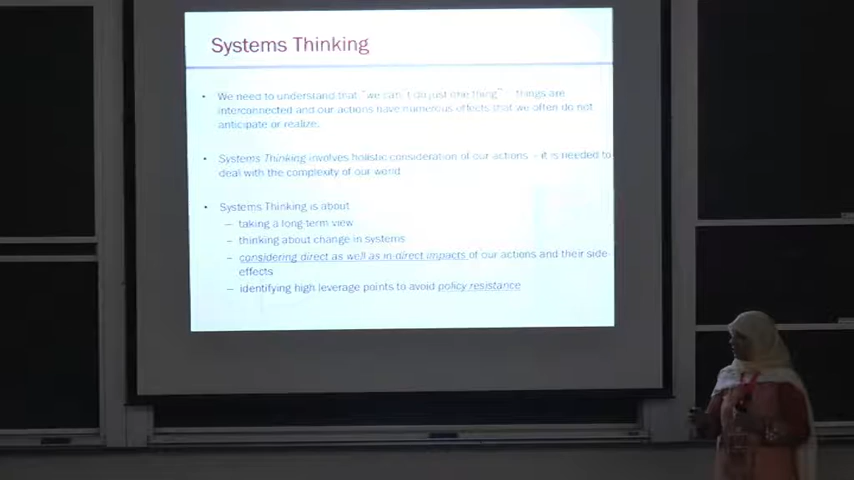 Systems Thinking
• We need to understand that "we can't do just one thing" – things are
interconnected and our actions have numerous effects that we often do not
anticipate or realize.
• Systems Thinking involves holistic consideration of our actions – it is needed to
deal with the complexity of our world
• Systems Thinking is about
– taking a long term view
– thinking about change in systems
– considering direct as well as in-direct impacts of our actions and their side-
effects
– identifying high leverage points to avoid policy resistance